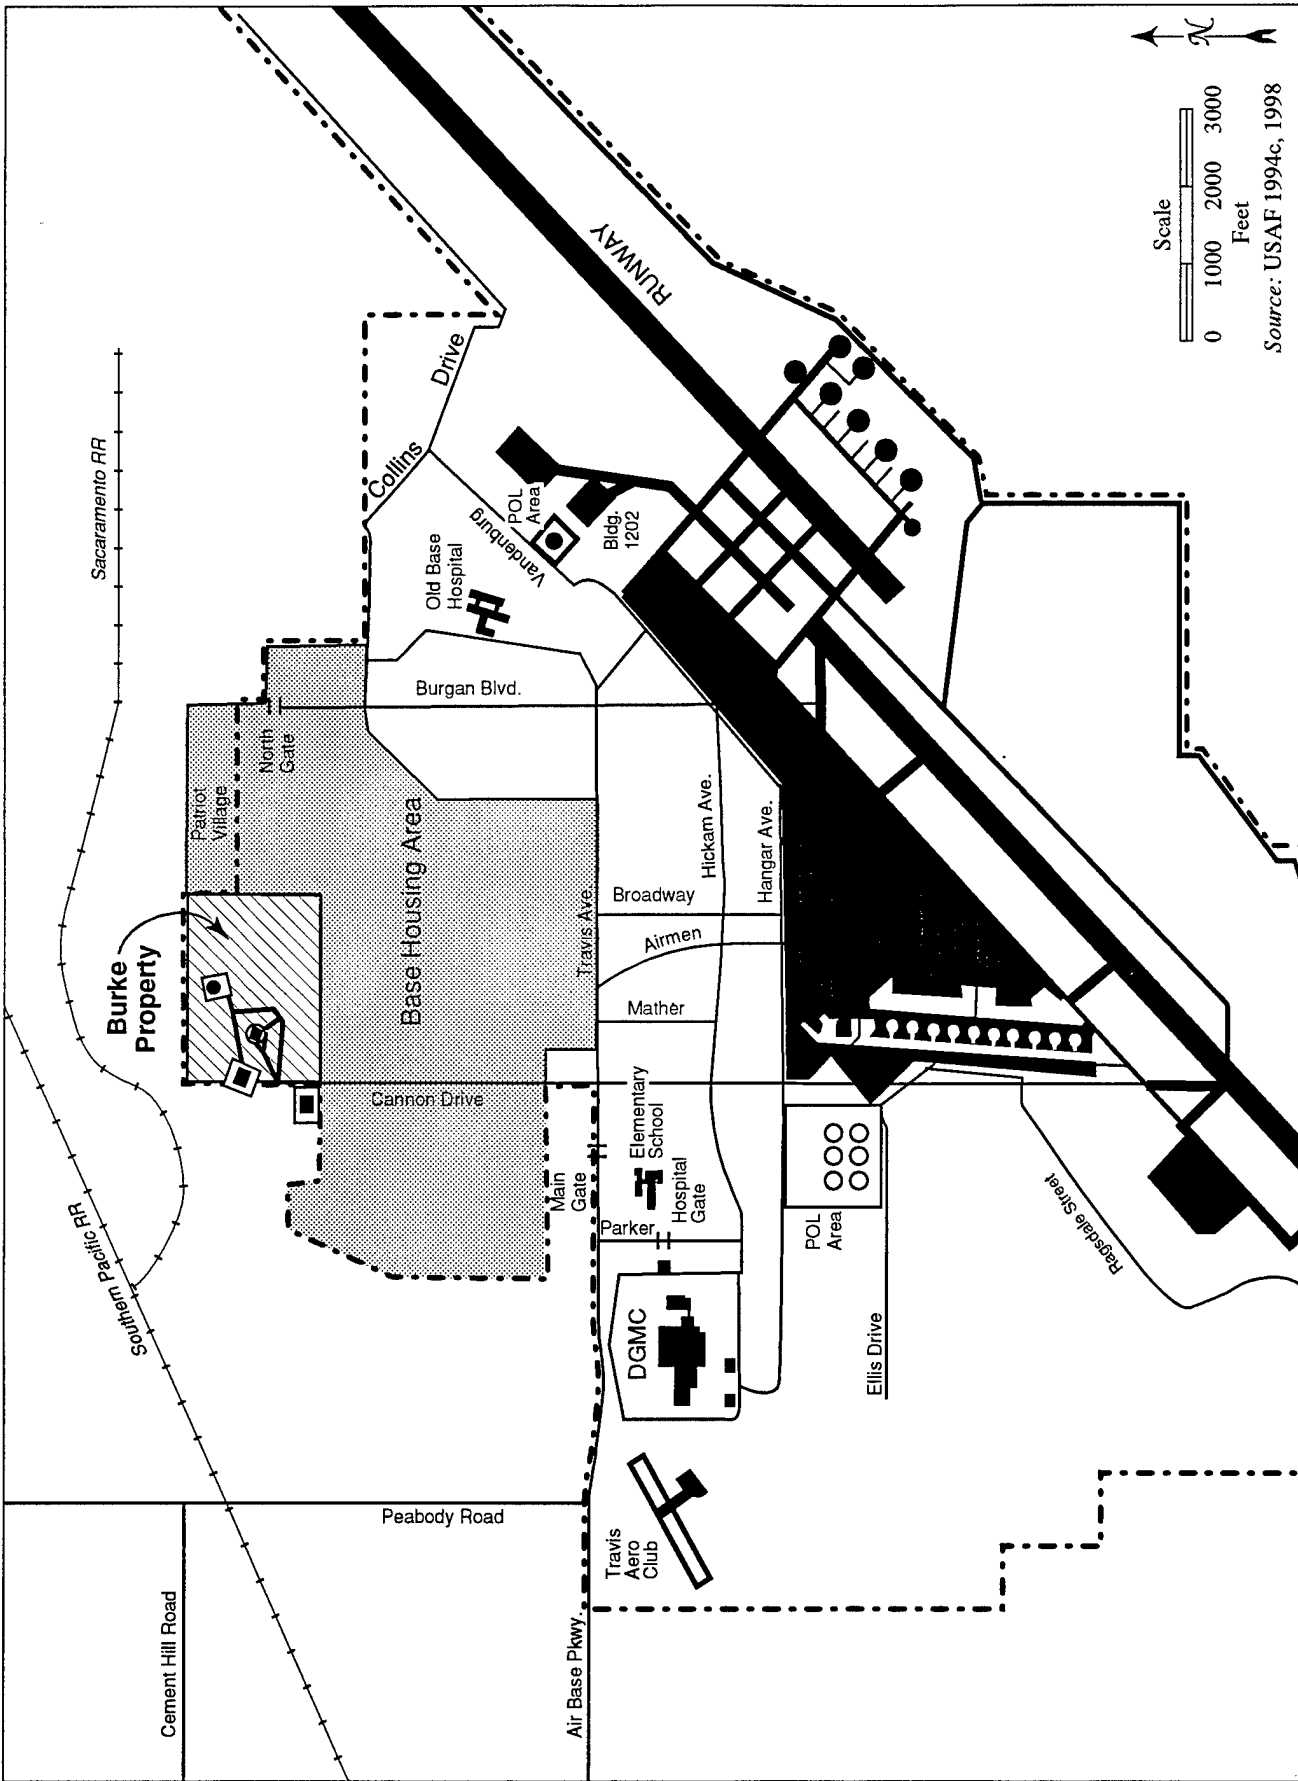 Sacaramento RR
Southern Pacific RR
Burke
Property
Patriot
Village
North
Gate
Base Housing Area
Collins
Drive
Cannon Drive
Cement Hill Road
Peabody Road
Air Base Pkwy.
Main
Gate
Travis Ave.
Burgan Blvd.
Old Base
Hospital
Vandenburg
POL
Area
Bldg.
1202
RUNWAY
Elementary
School
Hospital
Gate
Parker
Mather
Airmen
Broadway
Hickam Ave.
Hangar Ave.
DGMC
Travis
Aero
Club
POL
Area
Ellis Drive
Ragsdale Street
N
Scale
0 1000 2000 3000
Feet
Source: USAF 1994c, 1998